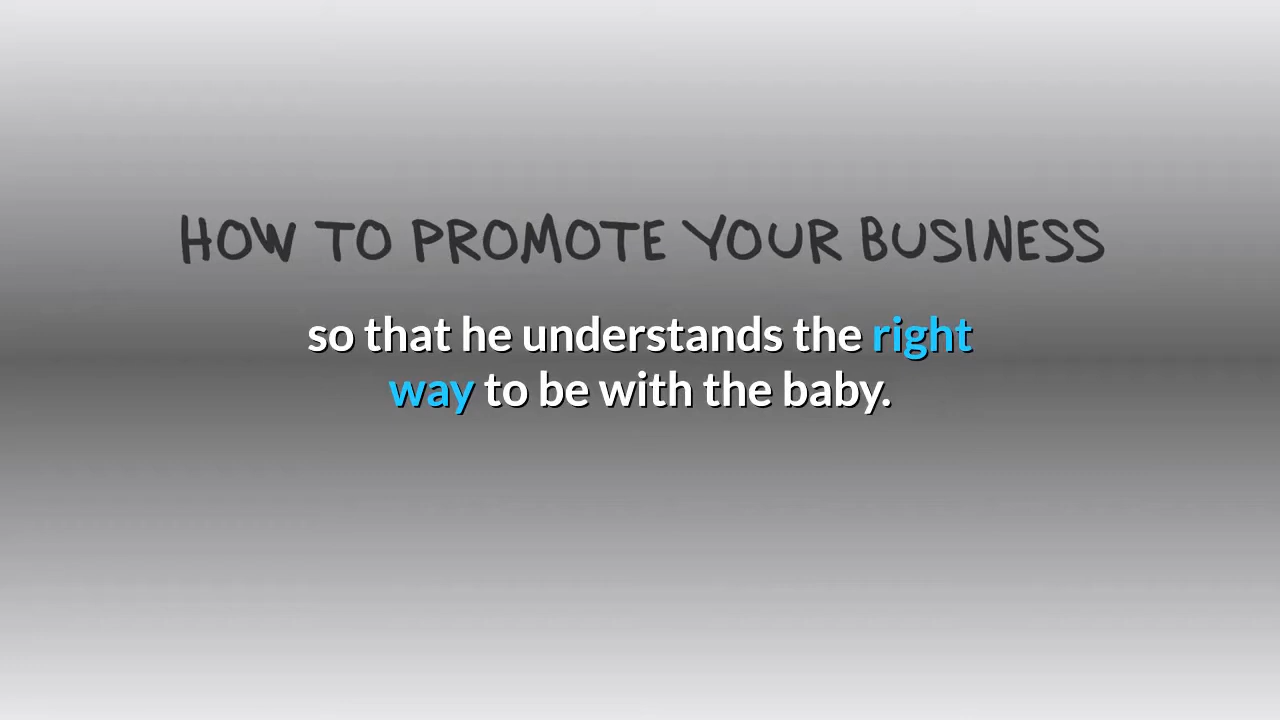 HOW TO PROMOTE YOUR BUSINESS
so that he understands the right
way to be with the baby.